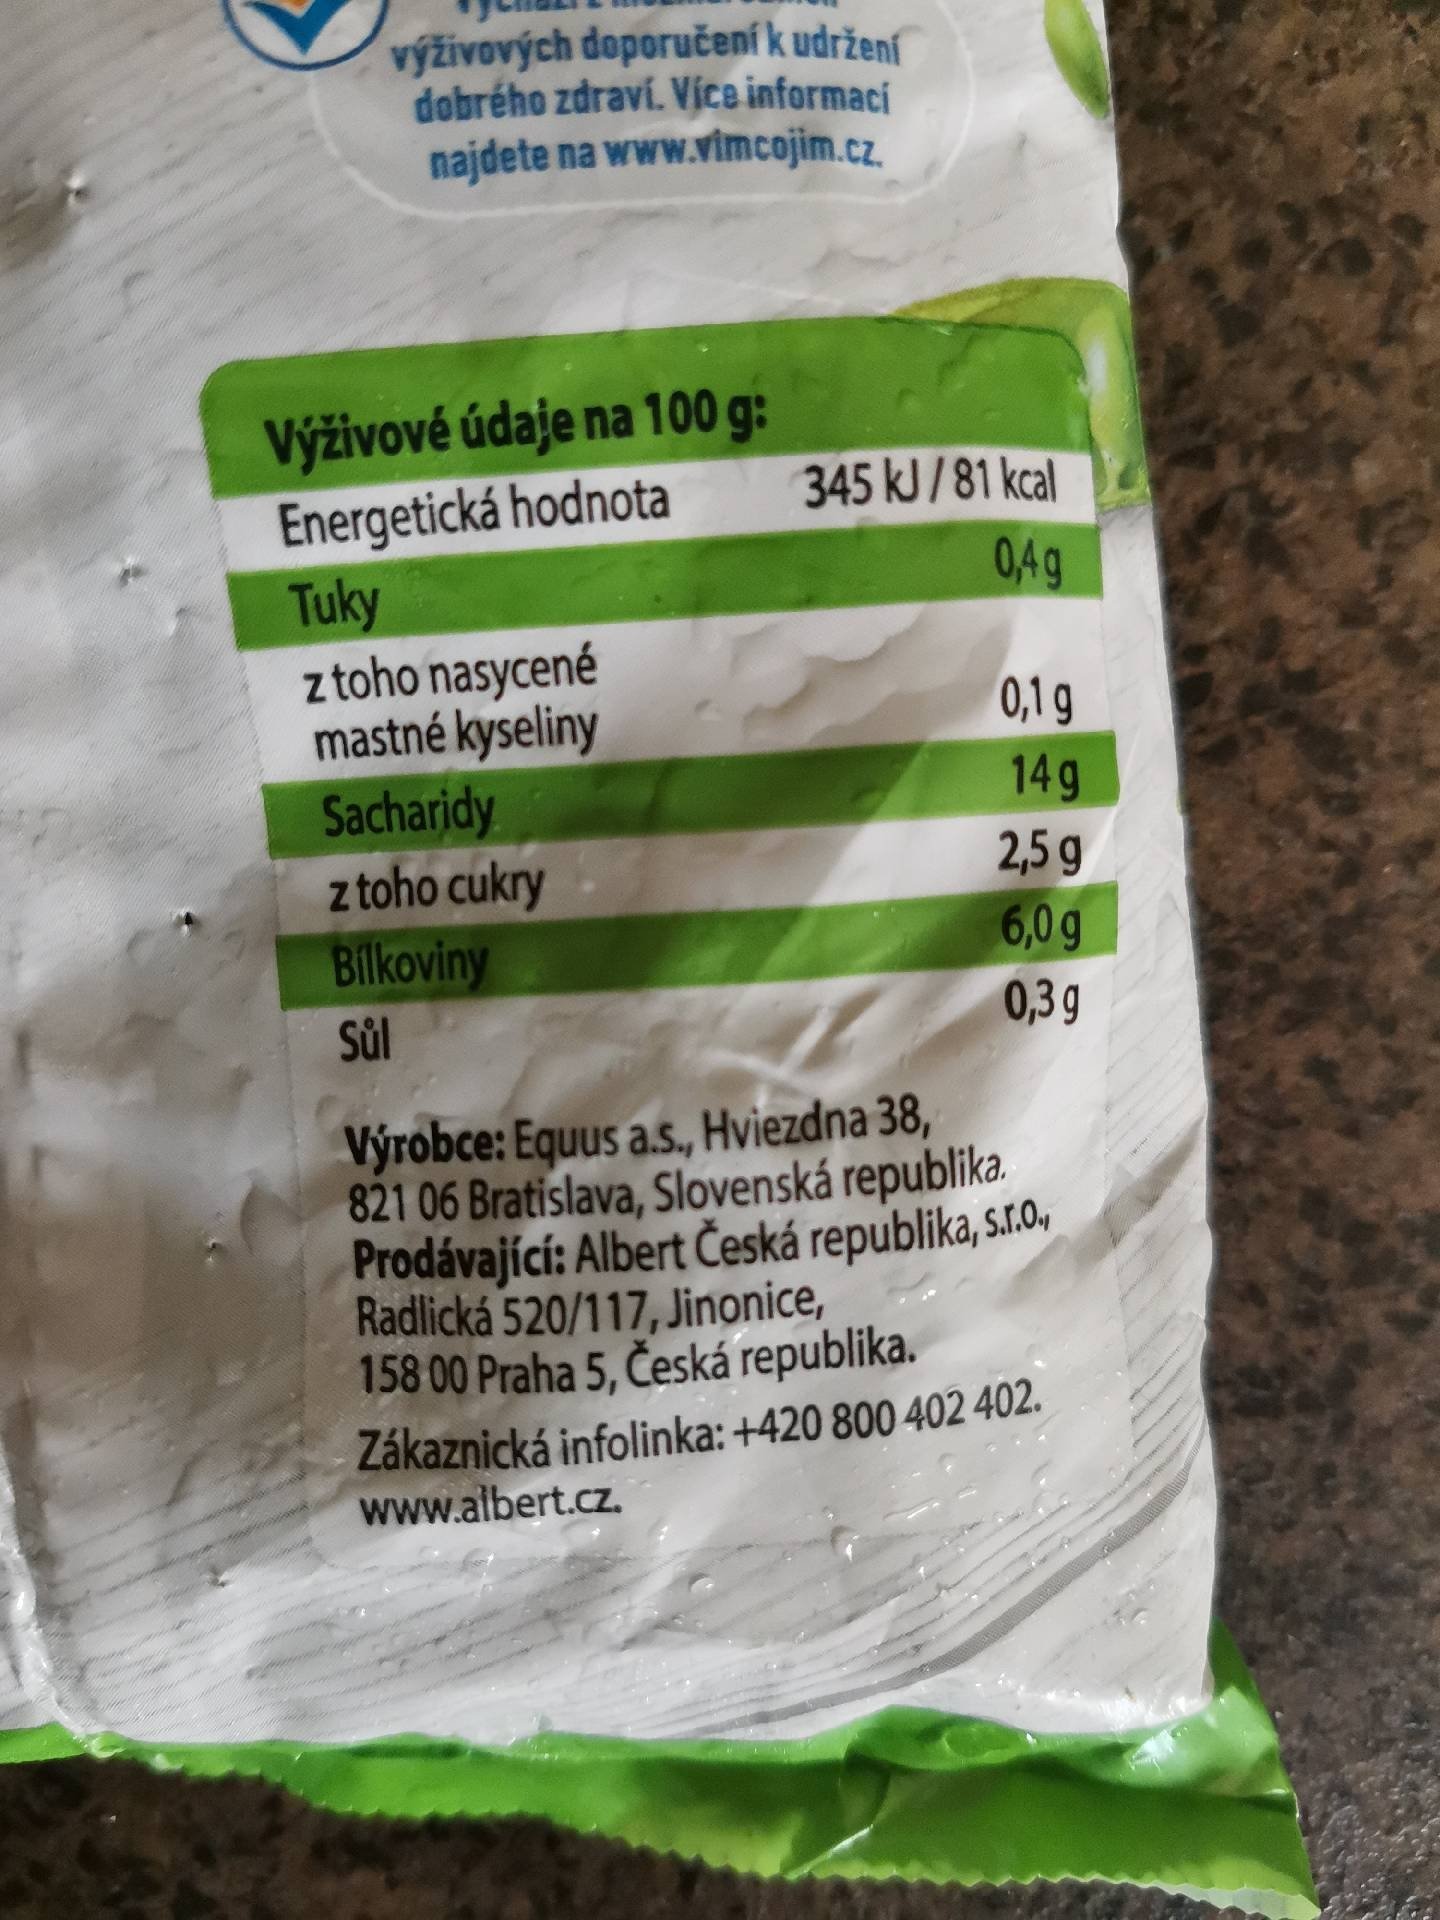 výživových doporučení k udržení
dobrého zdraví. Více informací
najdete na www.vimcojim.cz.
Výživové údaje na 100 g:
Energetická hodnota 345 kJ / 81 kcal
Tuky 0,4 g
z toho nasycené
mastné kyseliny 0,1 g
Sacharidy 14 g
z toho cukry 2,5 g
Bílkoviny 6,0 g
Sůl 0,3 g
Výrobce: Equus a.s., Hviezdna 38,
821 06 Bratislava, Slovenská republika.
Prodávající: Albert Česká republika, s.r.o.,
Radlická 520/117, Jinonice,
158 00 Praha 5, Česká republika.
Zákaznická infolinka: +420 800 402 402.
www.albert.cz.